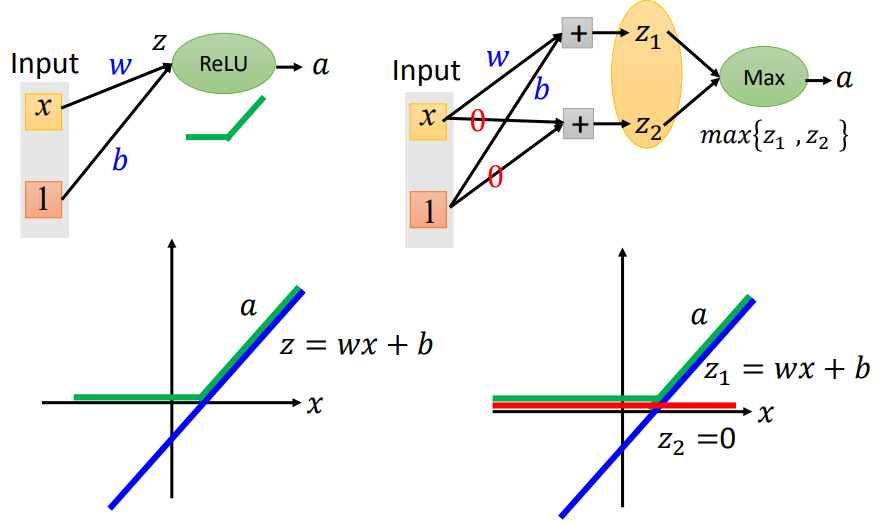 Input
x
1
w
b
z
ReLU
a
Input
x
1
w
b
0
0
+
+
z₁
z₂
Max
a
max{z₁ , z₂ }
a
z = wx + b
x
a
z₁ = wx + b
x
z₂ =0